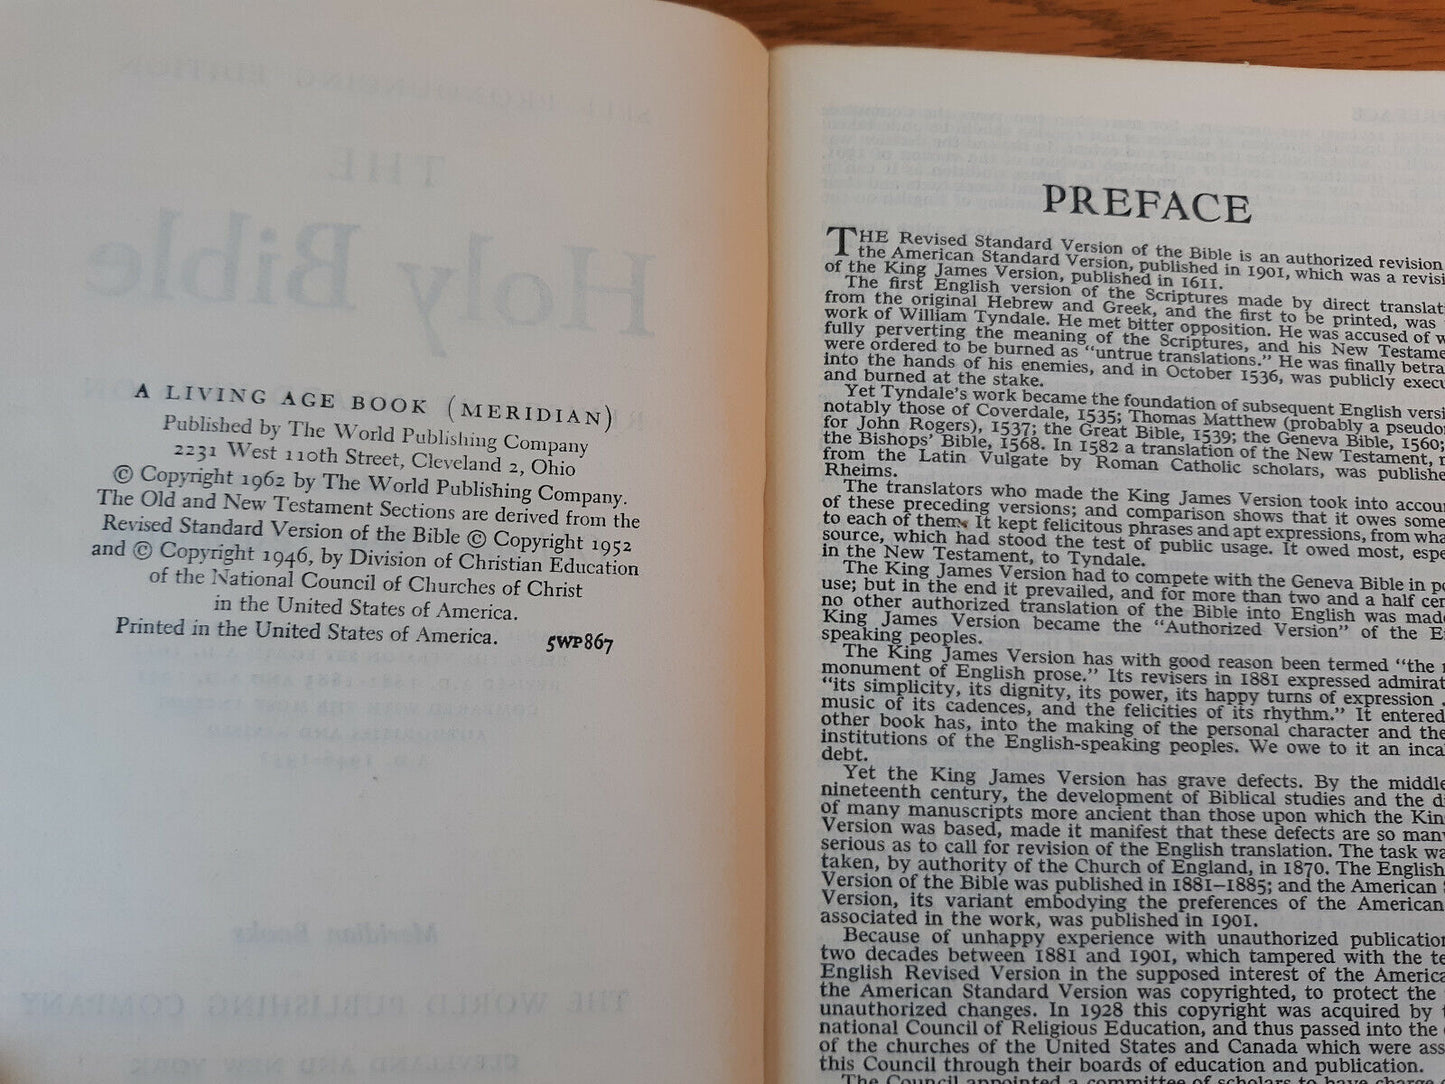 A LIVING AGE BOOK (MERIDIAN)
Published by The World Publishing Company
2231 West 110th Street, Cleveland 2, Ohio
© Copyright 1962 by The World Publishing Company.
The Old and New Testament Sections are derived from the
Revised Standard Version of the Bible © Copyright 1952
and © Copyright 1946, by Division of Christian Education
of the National Council of Churches of Christ
in the United States of America.
Printed in the United States of America. 5WP867
PREFACE
THE Revised Standard Version of the Bible is an authorized revision
the American Standard Version, published in 1901, which was a revisi
of the King James Version, published in 1611.
The first English version of the Scriptures made by direct translati
from the original Hebrew and Greek, and the first to be printed, was
work of William Tyndale. He met bitter opposition. He was accused of w
fully perverting the meaning of the Scriptures, and his New Testame
were ordered to be burned as "untrue translations." He was finally betra
into the hands of his enemies, and in October 1536, was publicly execu
and burned at the stake.
Yet Tyndale's work became the foundation of subsequent English versi
notably those of Coverdale, 1535; Thomas Matthew (probably a pseudo
for John Rogers), 1537; the Great Bible, 1539; the Geneva Bible, 1560;
the Bishops' Bible, 1568. In 1582 a translation of the New Testament, m
from the Latin Vulgate by Roman Catholic scholars, was publishe
Rheims.
The translators who made the King James Version took into accou
of these preceding versions; and comparison shows that it owes some
to each of them. It kept felicitous phrases and apt expressions, from wha
source, which had stood the test of public usage. It owed most, espe
in the New Testament, to Tyndale.
The King James Version had to compete with the Geneva Bible in po
use; but in the end it prevailed, and for more than two and a half cen
no other authorized translation of the Bible into English was made
King James Version became the "Authorized Version" of the E
speaking peoples.
The King James Version has with good reason been termed "the
monument of English prose." Its revisers in 1881 expressed admirat
"its simplicity, its dignity, its power, its happy turns of expression
music of its cadences, and the felicities of its rhythm." It entered
other book has, into the making of the personal character and the
institutions of the English-speaking peoples. We owe to it an incal
debt.
Yet the King James Version has grave defects. By the middle
nineteenth century, the development of Biblical studies and the di
of many manuscripts more ancient than those upon which the Kin
Version was based, made it manifest that these defects are so man
serious as to call for revision of the English translation. The task wa
taken, by authority of the Church of England, in 1870. The English
Version of the Bible was published in 1881–1885; and the American
Version, its variant embodying the preferences of the American
associated in the work, was published in 1901.
Because of unhappy experience with unauthorized publication
two decades between 1881 and 1901, which tampered with the te
English Revised Version in the supposed interest of the America
the American Standard Version was copyrighted, to protect the
unauthorized changes. In 1928 this copyright was acquired by
national Council of Religious Education, and thus passed into the
of the churches of the United States and Canada which were ass
this Council through their boards of education and publication.
The Council appointed a committee of scholars to have charge